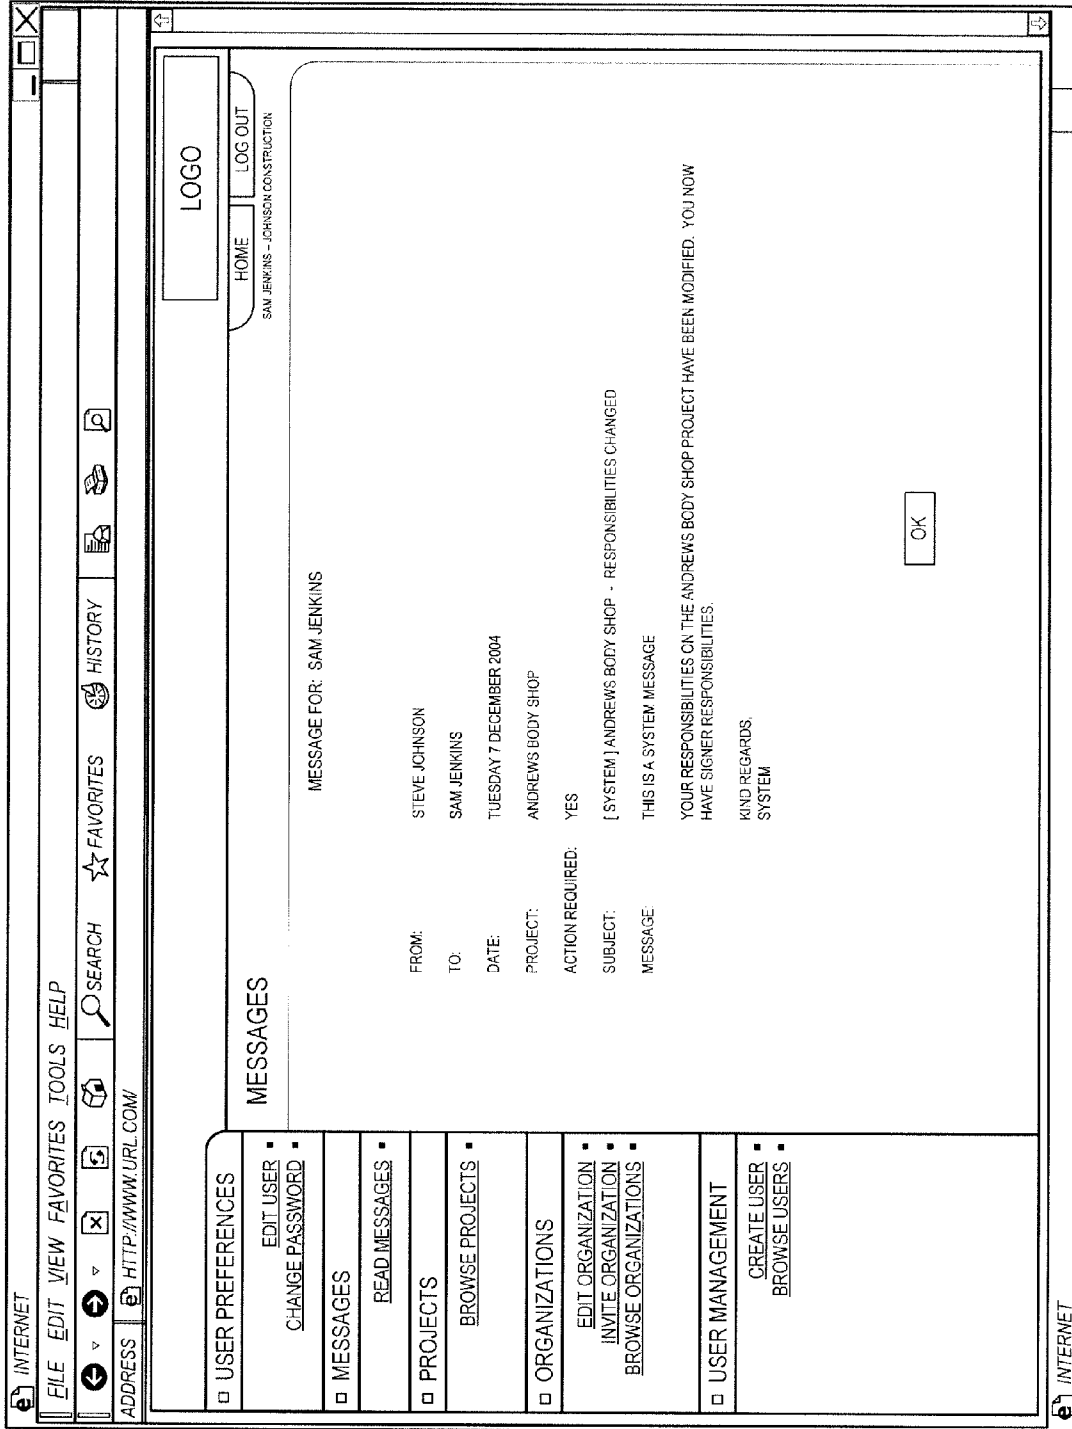 INTERNET
FILE EDIT VIEW FAVORITES TOOLS HELP
SEARCH FAVORITES HISTORY
ADDRESS HTTP://WWW.URL.COM/
LOGO
HOME LOG OUT
SAM JENKINS – JOHNSON CONSTRUCTION
USER PREFERENCES
EDIT USER
CHANGE PASSWORD
MESSAGES
READ MESSAGES
PROJECTS
BROWSE PROJECTS
ORGANIZATIONS
EDIT ORGANIZATION
INVITE ORGANIZATION
BROWSE ORGANIZATIONS
USER MANAGEMENT
CREATE USER
BROWSE USERS
MESSAGES
MESSAGE FOR: SAM JENKINS
FROM: STEVE JOHNSON
TO: SAM JENKINS
DATE: TUESDAY 7 DECEMBER 2004
PROJECT: ANDREWS BODY SHOP
ACTION REQUIRED: YES
SUBJECT: [ SYSTEM ] ANDREWS BODY SHOP - RESPONSIBILITIES CHANGED
MESSAGE: THIS IS A SYSTEM MESSAGE
YOUR RESPONSIBILITIES ON THE ANDREWS BODY SHOP PROJECT HAVE BEEN MODIFIED. YOU NOW
HAVE SIGNER RESPONSIBILITIES.
KIND REGARDS,
SYSTEM
OK
INTERNET